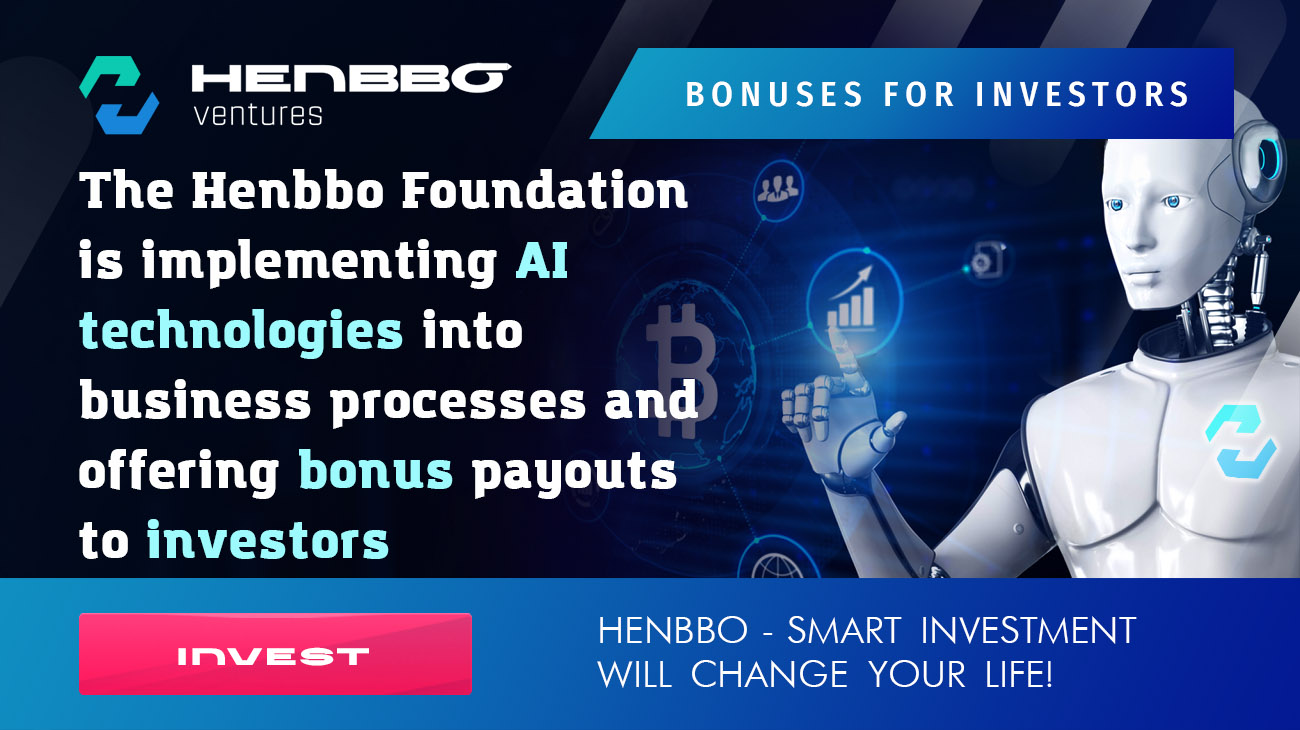 HENBBO
ventures
BONUSES FOR INVESTORS
The Henbbo Foundation
is implementing AI
technologies into
business processes and
offering bonus payouts
to investors
INVEST
HENBBO - SMART INVESTMENT
WILL CHANGE YOUR LIFE!